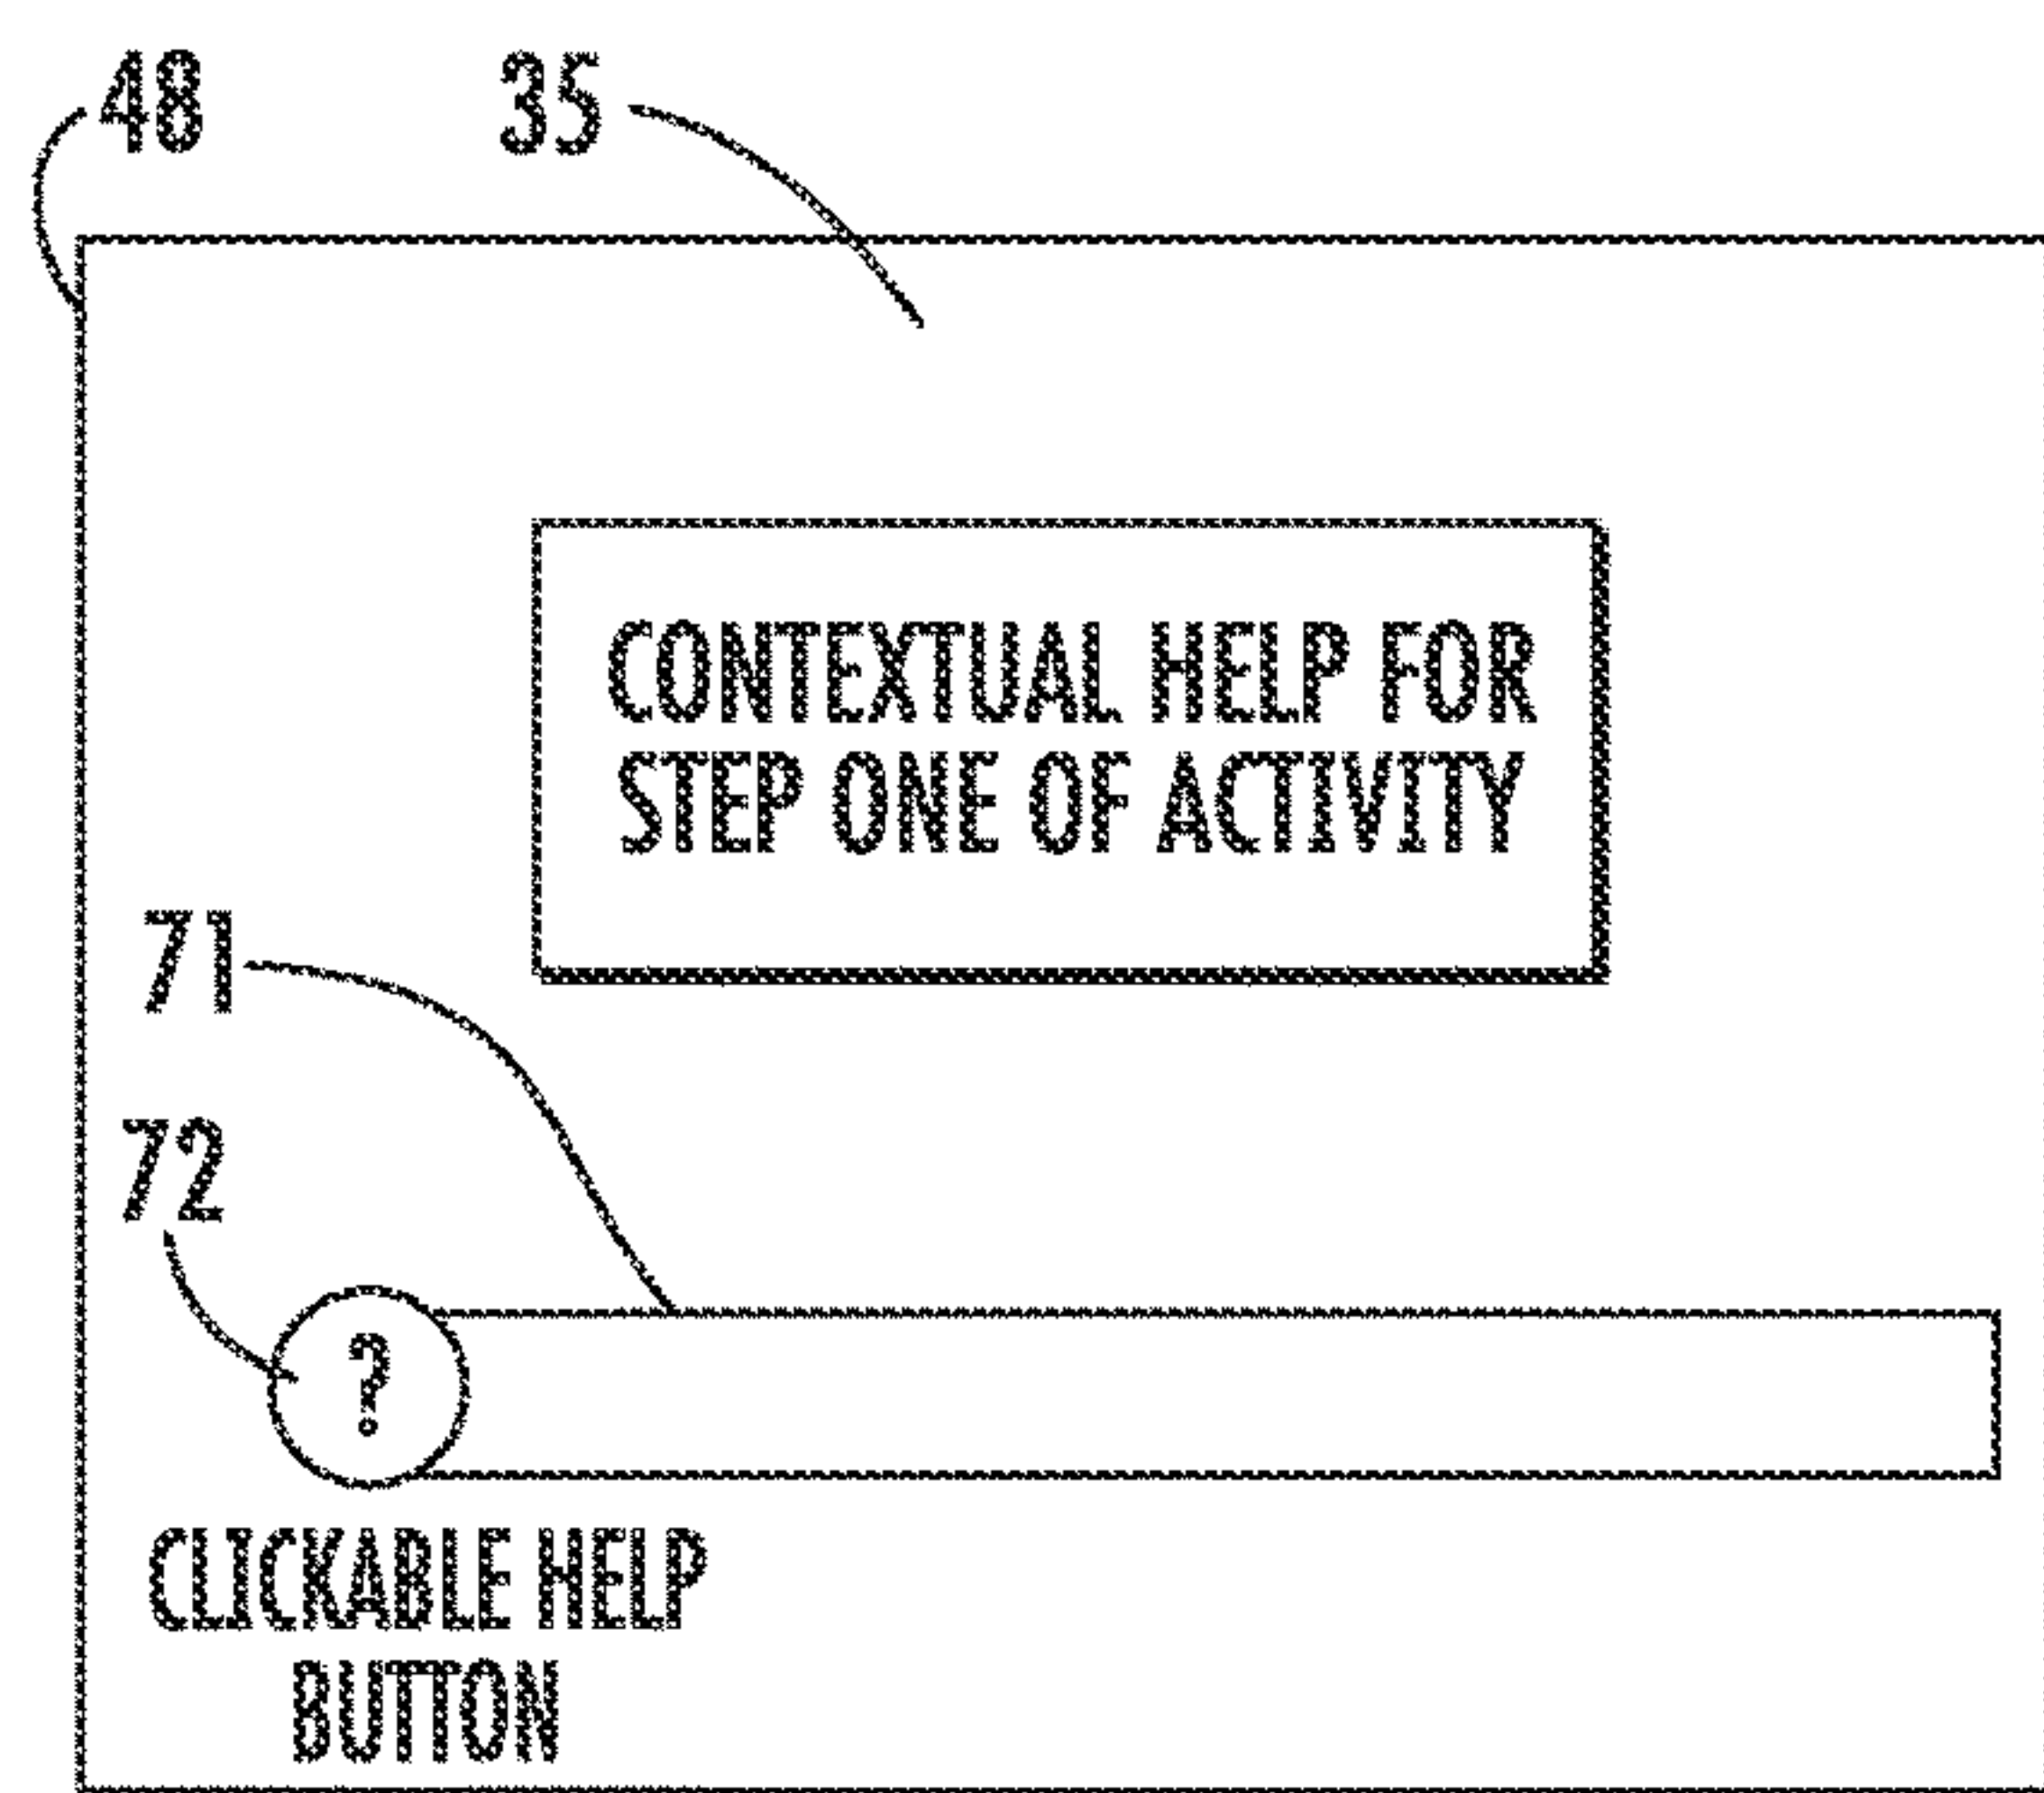 48 35
CONTEXTUAL HELP FOR
STEP ONE OF ACTIVITY
71
72
?
CLICKABLE HELP
BUTTON